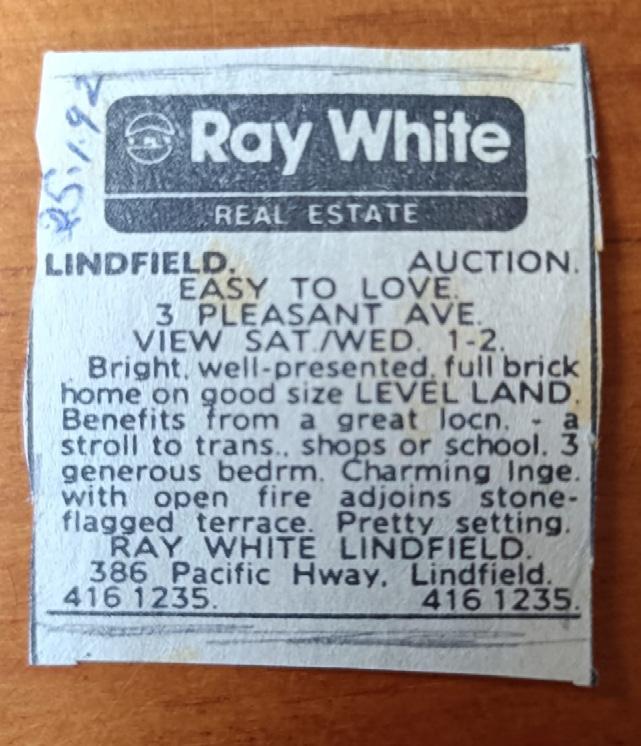 25.1.92
Ray White
REAL ESTATE
LINDFIELD. AUCTION.
EASY TO LOVE.
3 PLEASANT AVE.
VIEW SAT./WED. 1-2.
Bright, well-presented, full brick
home on good size LEVEL LAND.
Benefits from a great locn. - a
stroll to trans., shops or school. 3
generous bedrm. Charming lnge.
with open fire adjoins stone-
flagged terrace. Pretty setting.
RAY WHITE LINDFIELD.
386 Pacific Hway, Lindfield.
416 1235. 416 1235.